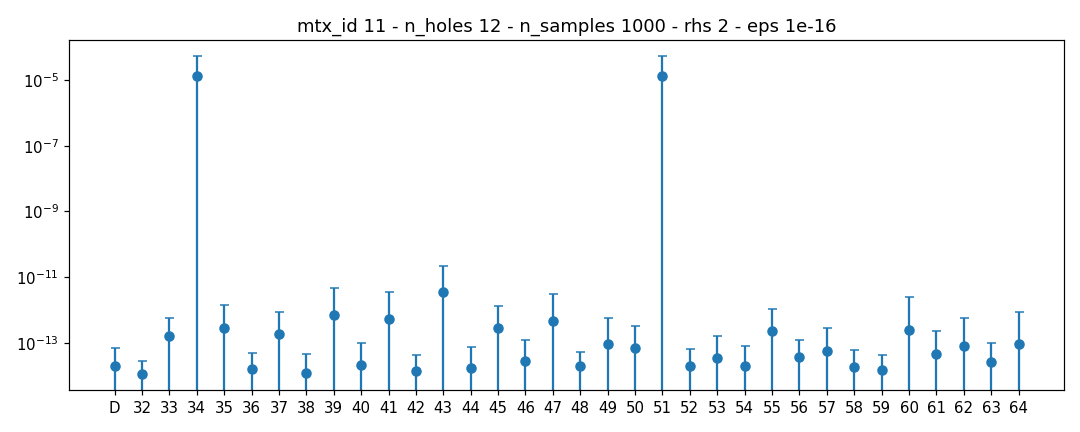 mtx_id 11 - n_holes 12 - n_samples 1000 - rhs 2 - eps 1e-16
10⁻⁵
10⁻⁷
10⁻⁹
10⁻¹¹
10⁻¹³
D 32 33 34 35 36 37 38 39 40 41 42 43 44 45 46 47 48 49 50 51 52 53 54 55 56 57 58 59 60 61 62 63 64